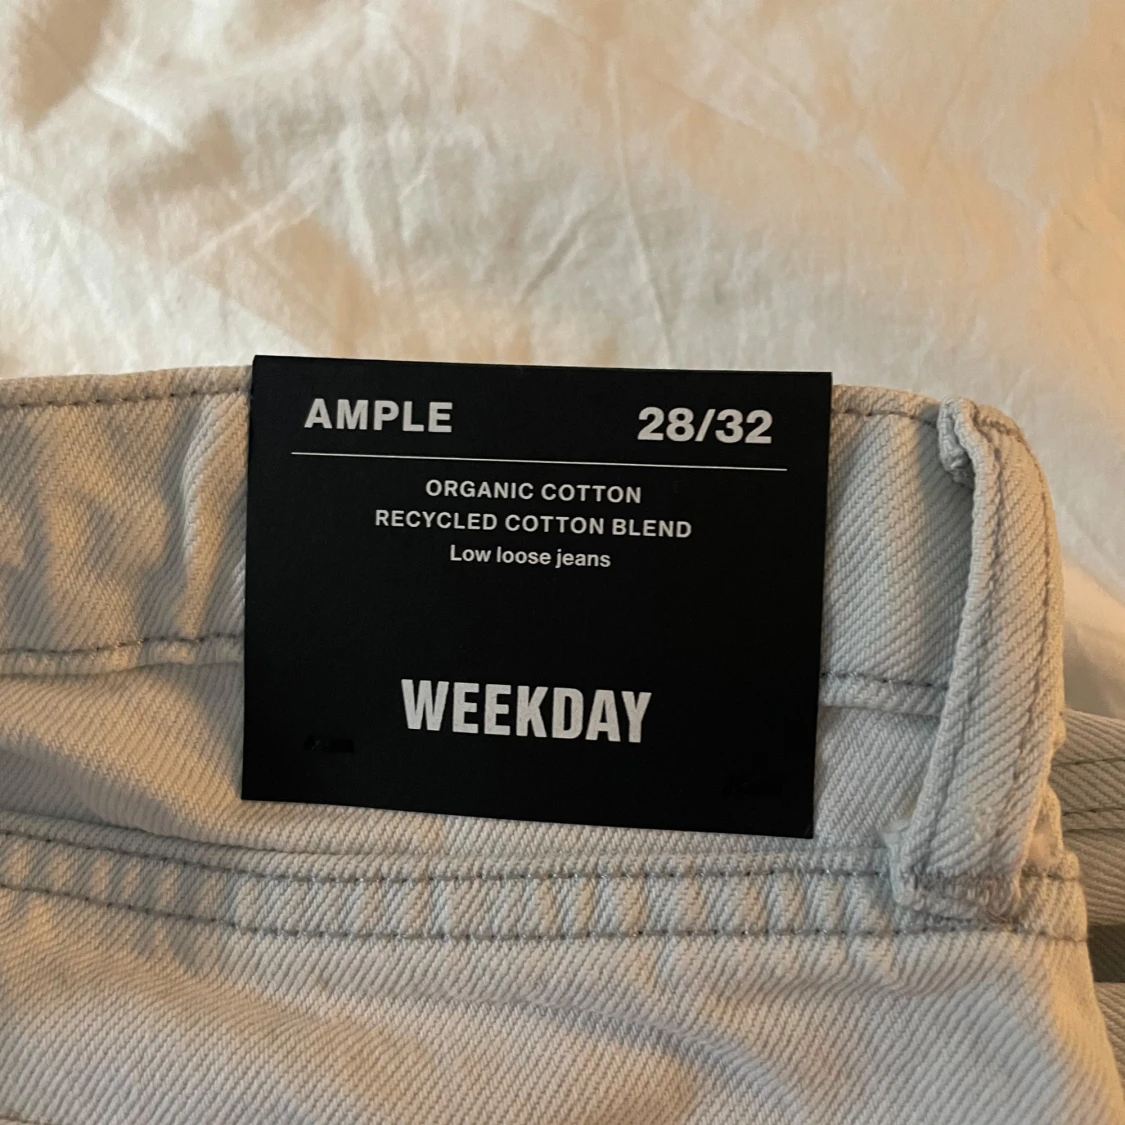 AMPLE 28/32
ORGANIC COTTON
RECYCLED COTTON BLEND
Low loose jeans
WEEKDAY